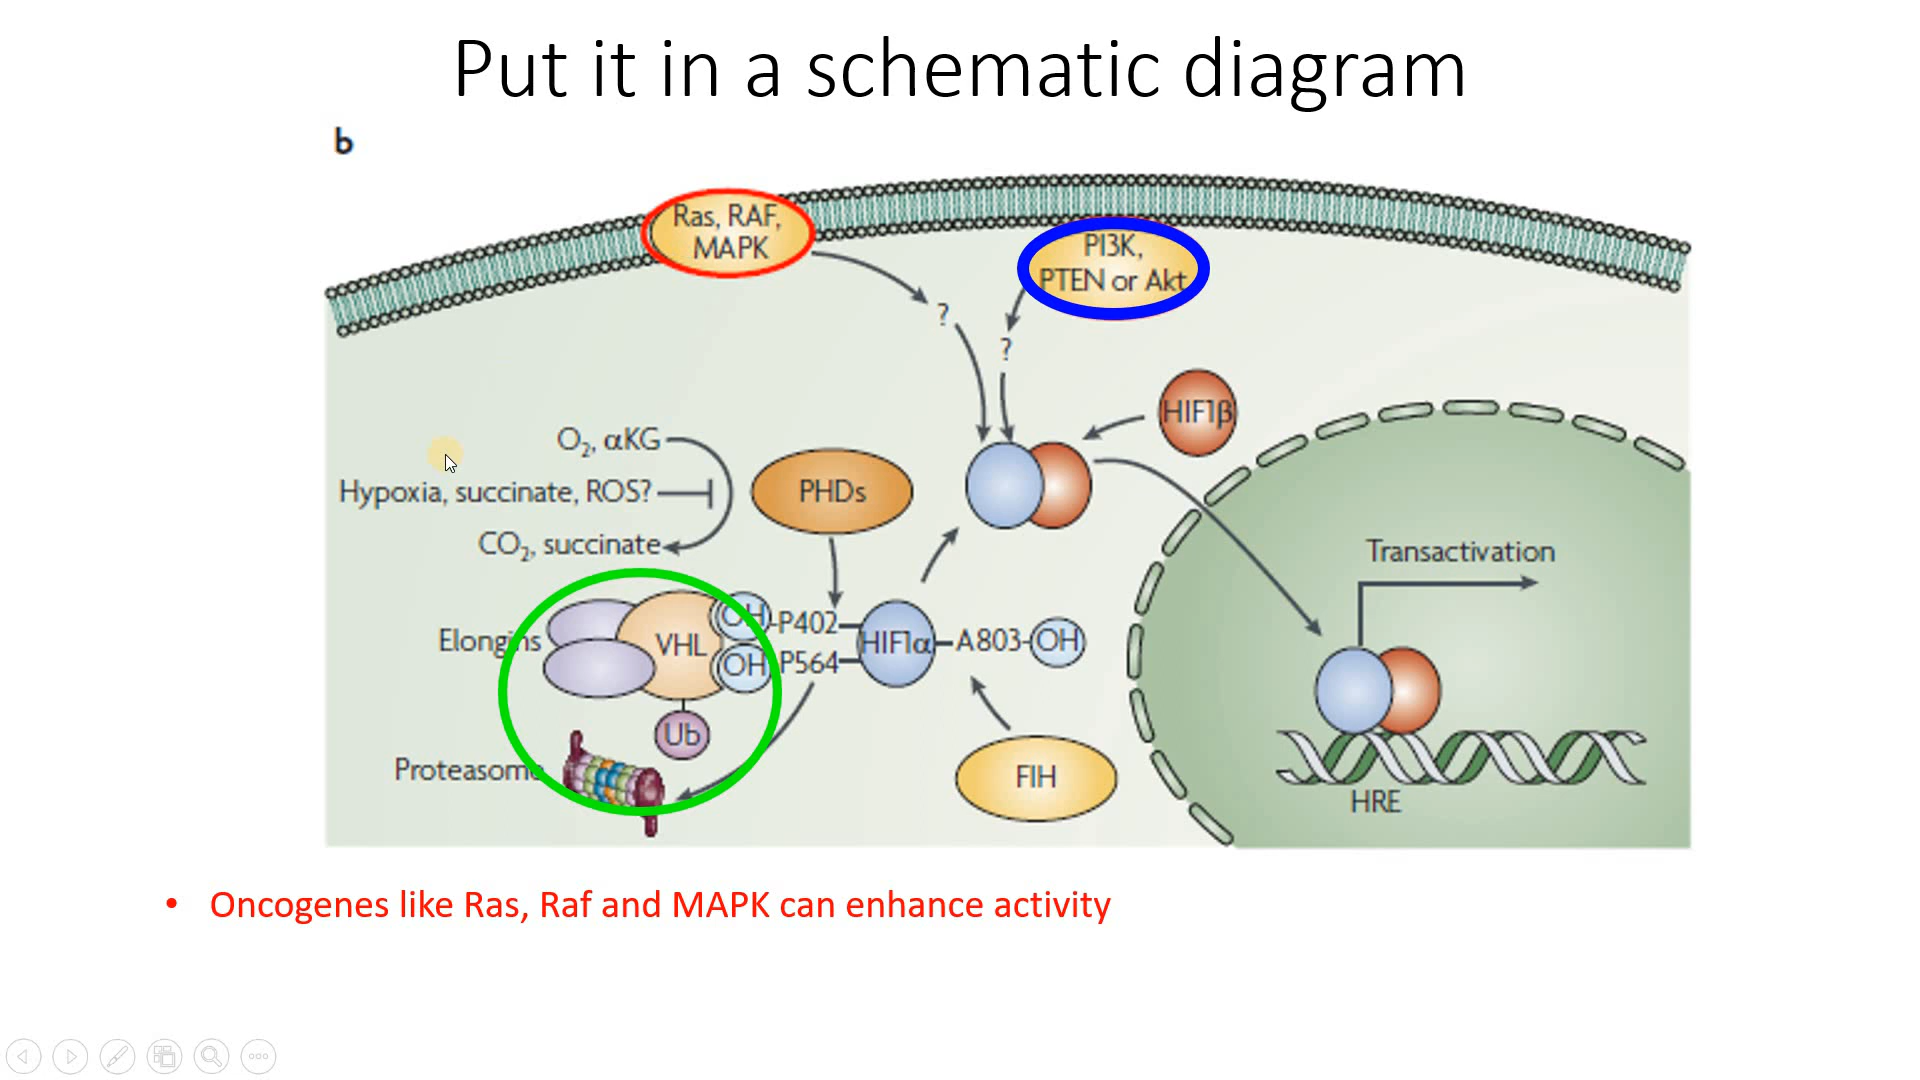 Put it in a schematic diagram
b
Ras, RAF,
MAPK
PI3K,
PTEN or Akt
?
?
HIF1β
O2, αKG
Hypoxia, succinate, ROS?
CO2, succinate
PHDs
Transactivation
Elongins
VHL
OH
P402
OH
P564
HIF1α
A803
OH
Ub
Proteasome
FIH
HRE
• Oncogenes like Ras, Raf and MAPK can enhance activity